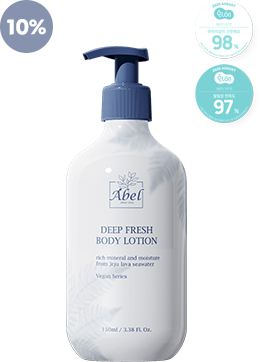 10%
98%
97%
Abel
DEEP FRESH
BODY LOTION
rich mineral and moisture
from Jeju lava seawater
Vegan Series
150ml / 3.38 Fl. Oz.